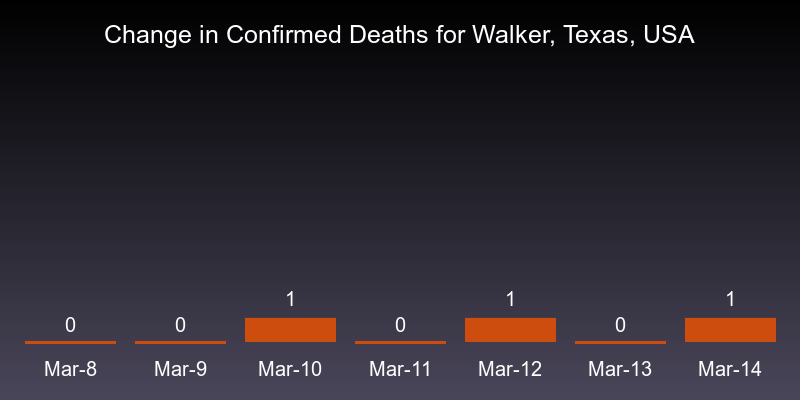 Change in Confirmed Deaths for Walker, Texas, USA
0 0 1 0 1 0 1
Mar-8 Mar-9 Mar-10 Mar-11 Mar-12 Mar-13 Mar-14